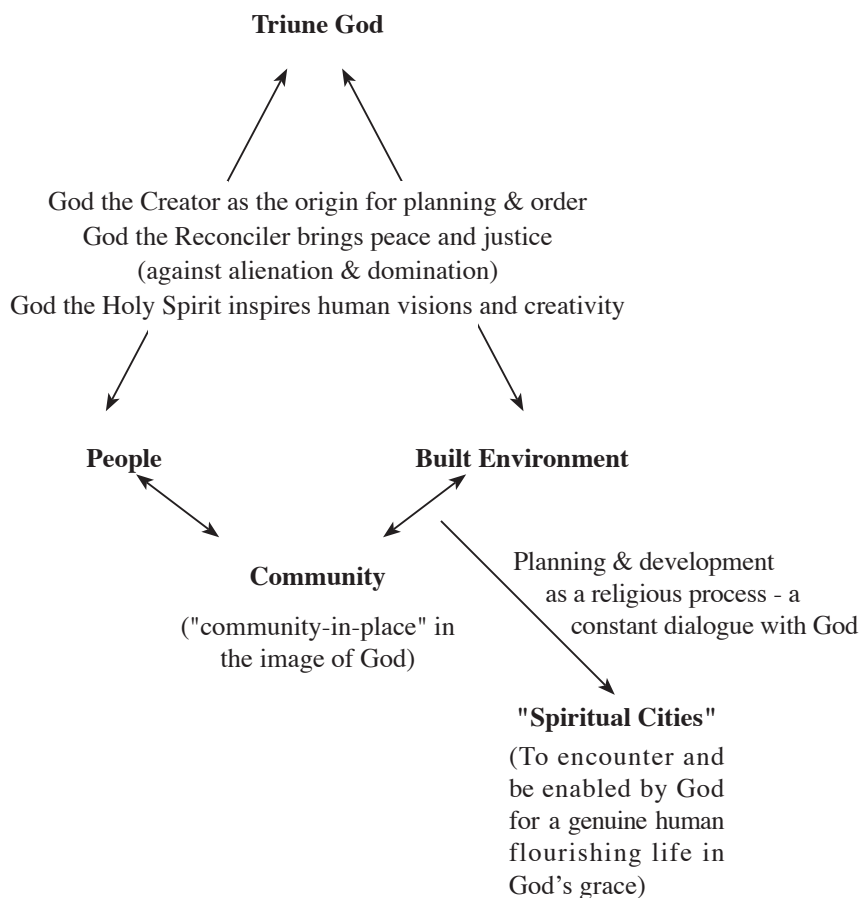 Triune God
God the Creator as the origin for planning & order
God the Reconciler brings peace and justice
(against alienation & domination)
God the Holy Spirit inspires human visions and creativity
People
Built Environment
Community
("community-in-place" in
the image of God)
Planning & development
as a religious process - a
constant dialogue with God
"Spiritual Cities"
(To encounter and
be enabled by God
for a genuine human
flourishing life in
God's grace)